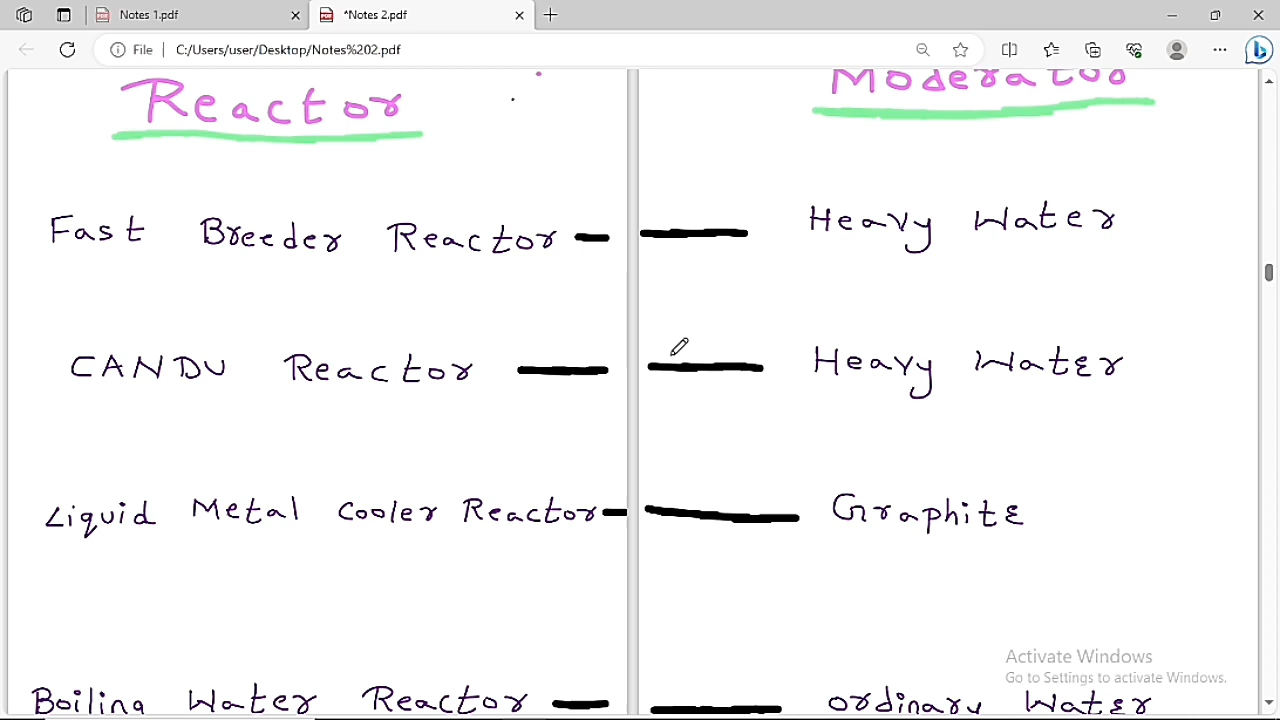 Notes 1.pdf *Notes 2.pdf
File C:/Users/user/Desktop/Notes%202.pdf
Reactor Moderator
Fast Breeder Reactor Heavy Water
CANDU Reactor Heavy Water
Liquid Metal Cooler Reactor Graphite
Activate Windows
Go to Settings to activate Windows.
Boiling Water Reactor ordinary Water